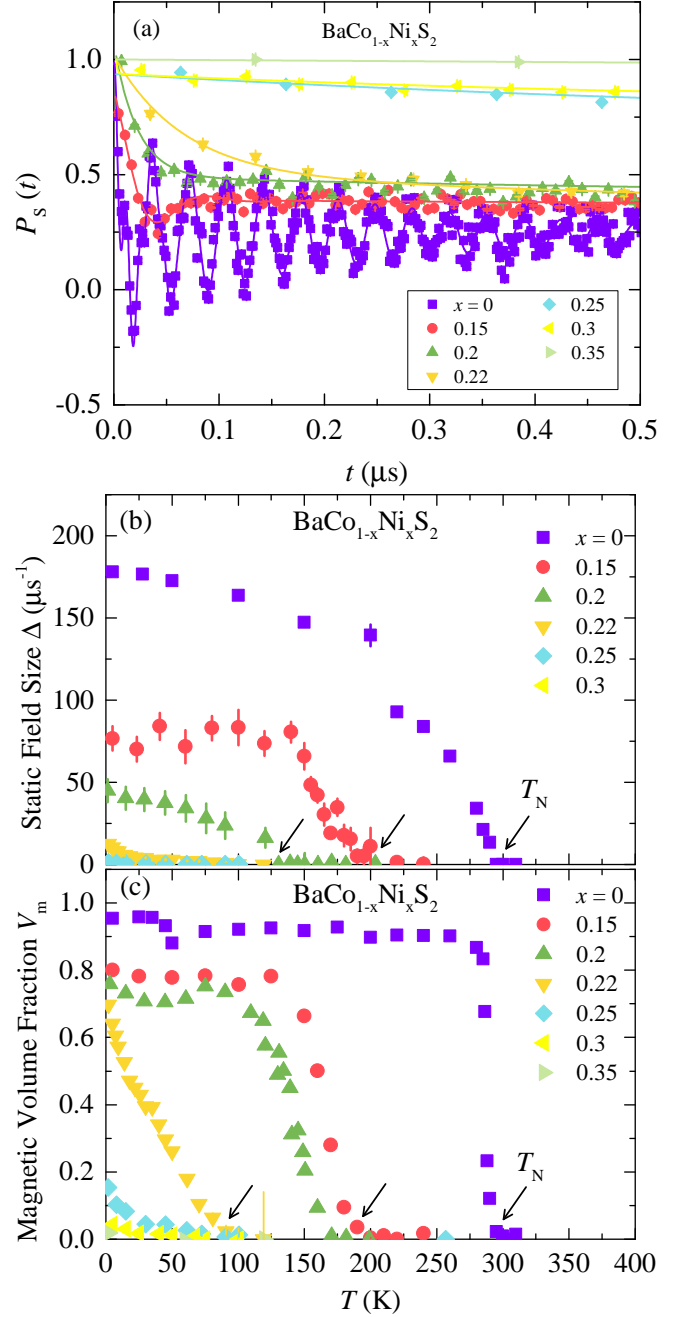 (a)
BaCo1-xNixS2
1.0
0.5
0.0
-0.5
PS (t)
x = 0
0.15
0.2
0.22
0.25
0.3
0.35
0.0 0.1 0.2 0.3 0.4 0.5
t (μs)
(b)
BaCo1-xNixS2
200
150
100
50
0
Static Field Size Δ (μs-1)
x = 0
0.15
0.2
0.22
0.25
0.3
TN
(c)
BaCo1-xNixS2
1.0
0.8
0.6
0.4
0.2
0.0
Magnetic Volume Fraction Vm
x = 0
0.15
0.2
0.22
0.25
0.3
0.35
TN
0 50 100 150 200 250 300 350 400
T (K)